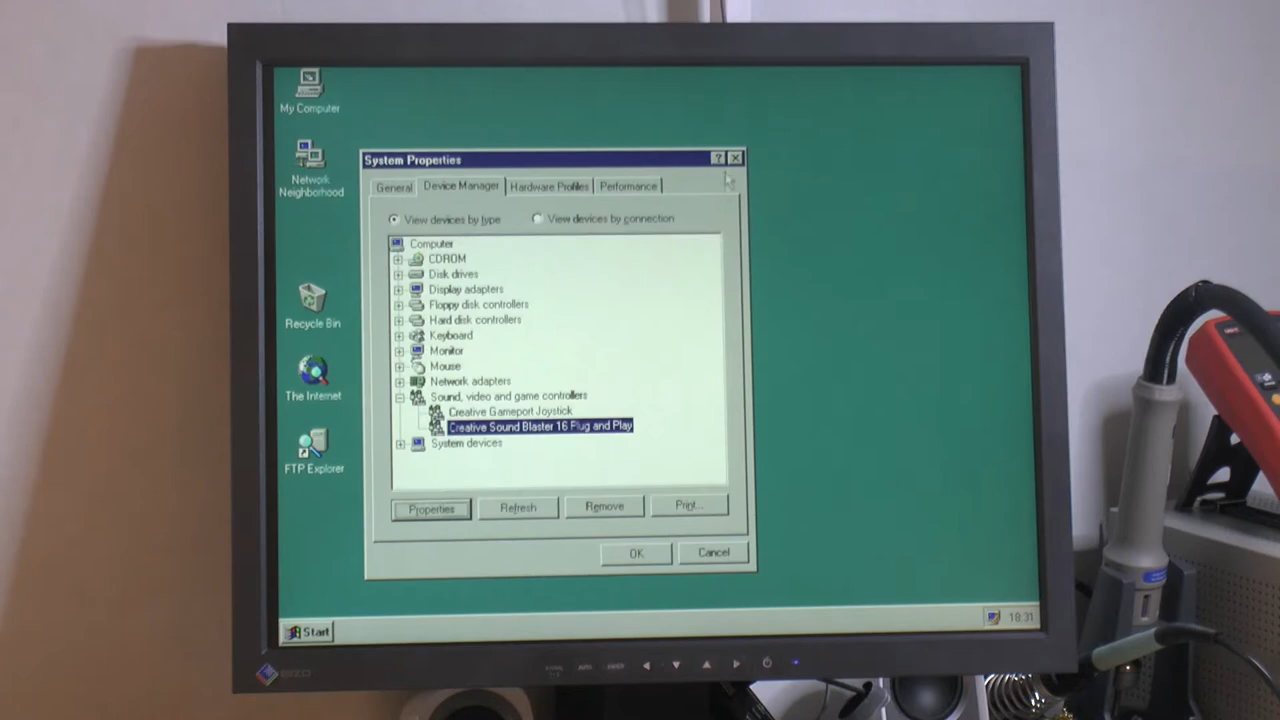 My Computer
Network
Neighborhood
Recycle Bin
The Internet
FTP Explorer
System Properties
General
Device Manager
Hardware Profiles
Performance
View devices by type
View devices by connection
Computer
CDROM
Disk drives
Display adapters
Floppy disk controllers
Hard disk controllers
Keyboard
Monitor
Mouse
Network adapters
Sound, video and game controllers
Creative Gameport Joystick
Creative Sound Blaster 16 Plug and Play
System devices
Properties
Refresh
Remove
Print...
OK
Cancel
Start
18:31
EIZO